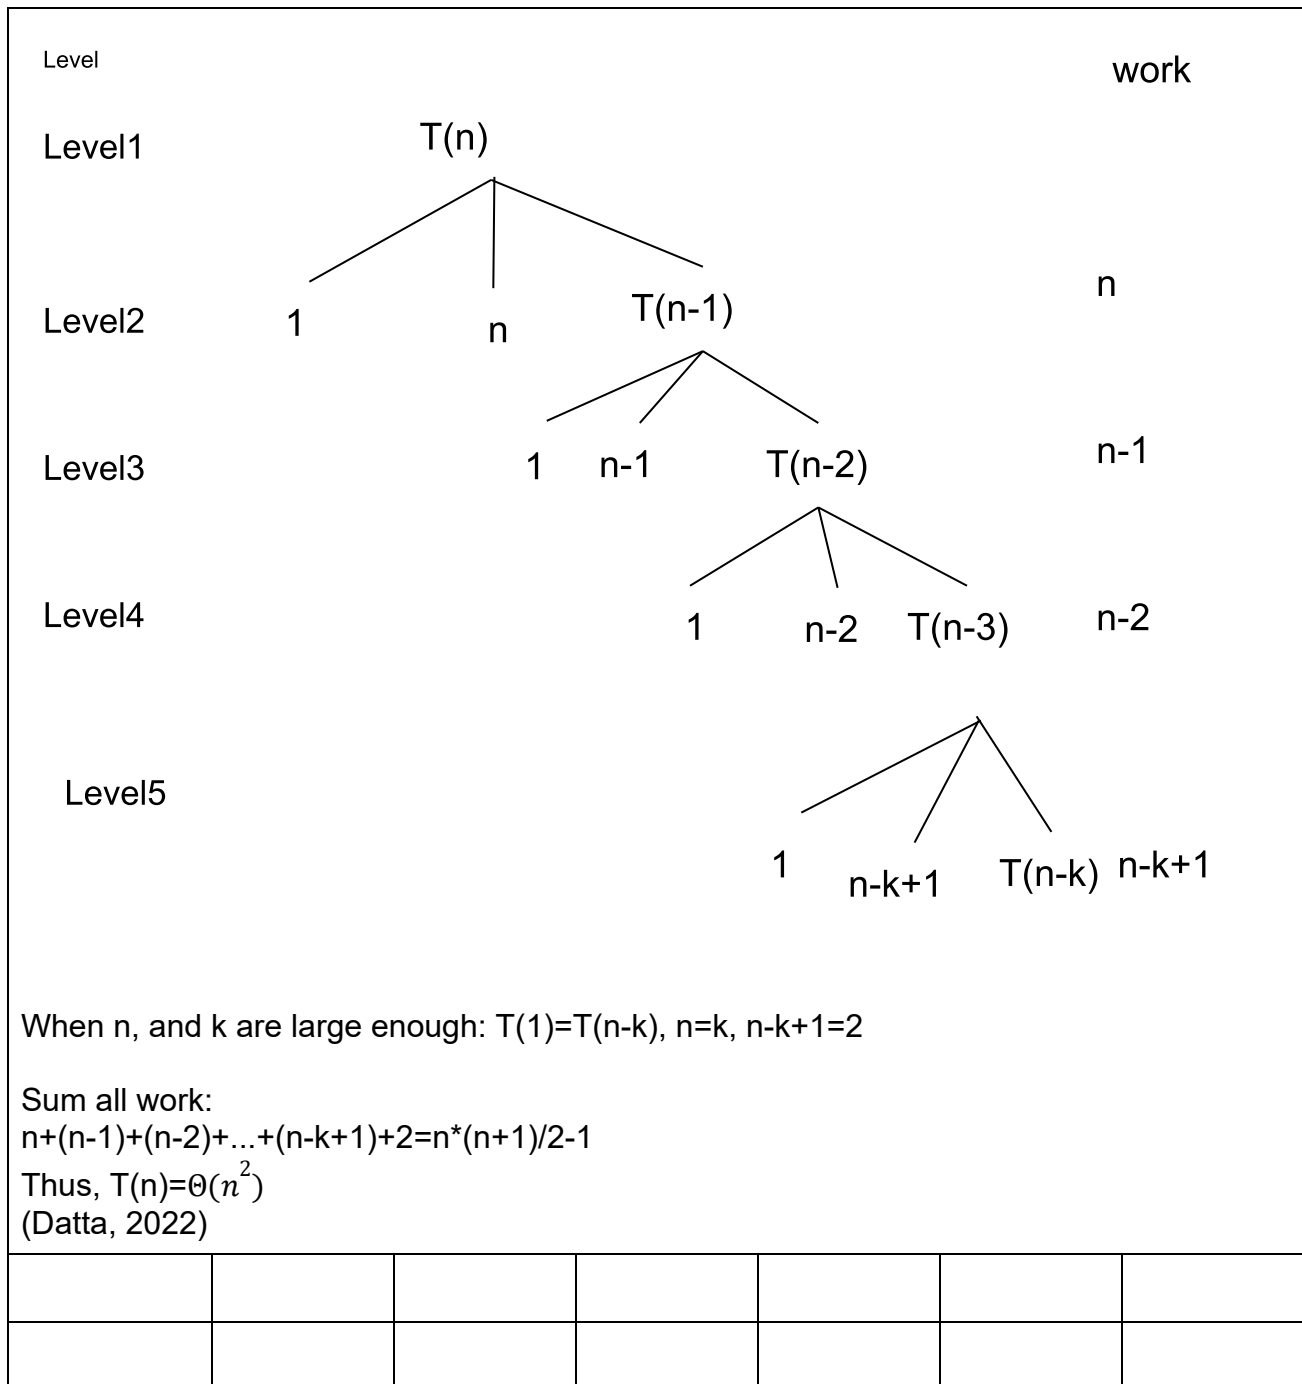 Level work
Level1 T(n)
Level2 1 n T(n-1) n
Level3 1 n-1 T(n-2) n-1
Level4 1 n-2 T(n-3) n-2
Level5
1 n-k+1 T(n-k) n-k+1
When n, and k are large enough: T(1)=T(n-k), n=k, n-k+1=2
Sum all work:
n+(n-1)+(n-2)+...+(n-k+1)+2=n*(n+1)/2-1
Thus, T(n)=Θ(n²)
(Datta, 2022)